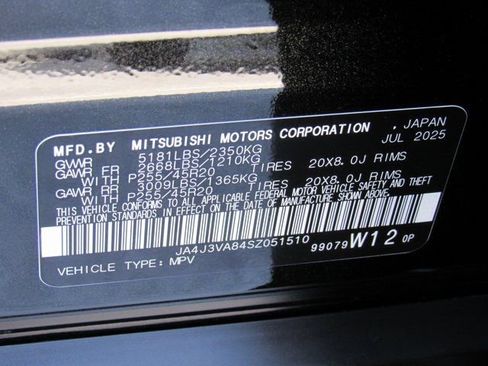 MFD.BY MITSUBISHI MOTORS CORPORATION , JAPAN
JUL 2025
GVWR 5181LBS/2350KG
GAWR FR 2668LBS/1210KG
WITH P255/45R20 TIRES 20X8.0J RIMS
GAWR RR 3009LBS/1365KG
WITH P255/45R20 TIRES 20X8.0J RIMS
THIS VEHICLE CONFORMS TO ALL APPLICABLE FEDERAL MOTOR VEHICLE SAFETY AND THEFT
PREVENTION STANDARDS IN EFFECT ON THE DATE OF MANUFACTURE SHOWN ABOVE.
JA4J3VA84SZ051510
99079 W12 0P
VEHICLE TYPE: MPV